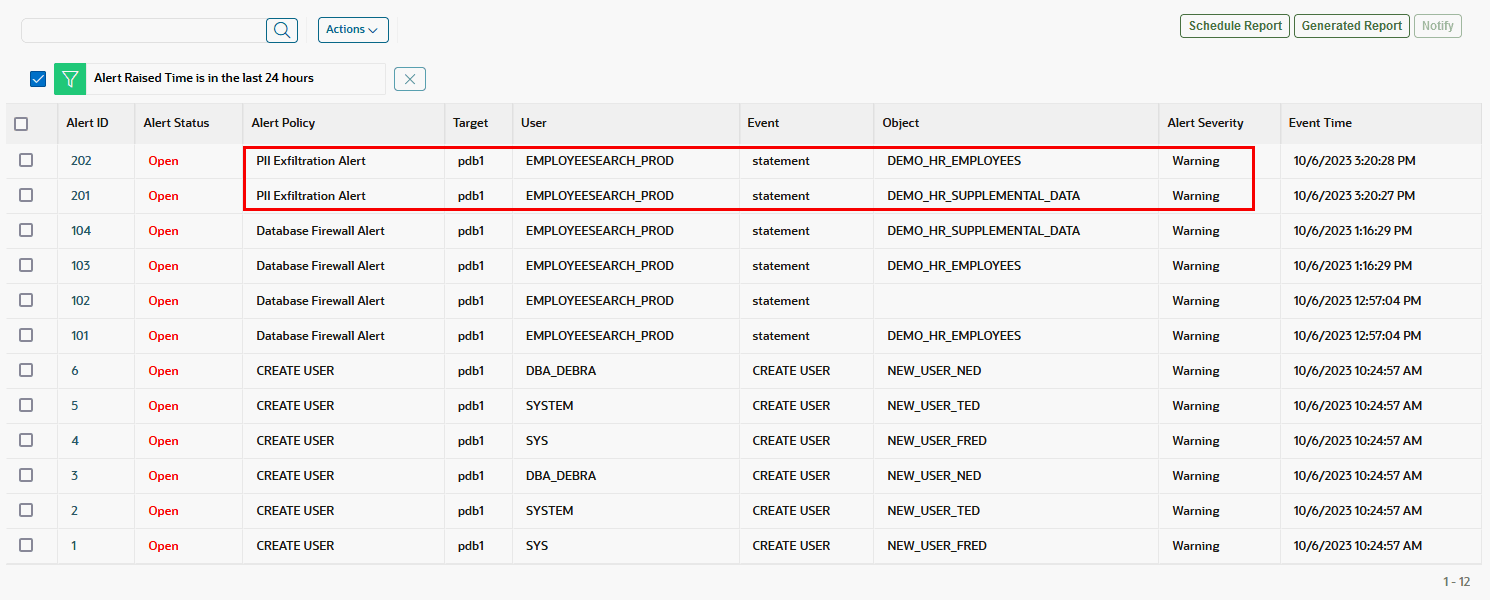 Actions
Schedule Report Generated Report Notify
Alert Raised Time is in the last 24 hours
Alert ID Alert Status Alert Policy Target User Event Object Alert Severity Event Time
202 Open PII Exfiltration Alert pdb1 EMPLOYEESEARCH_PROD statement DEMO_HR_EMPLOYEES Warning 10/6/2023 3:20:28 PM
201 Open PII Exfiltration Alert pdb1 EMPLOYEESEARCH_PROD statement DEMO_HR_SUPPLEMENTAL_DATA Warning 10/6/2023 3:20:27 PM
104 Open Database Firewall Alert pdb1 EMPLOYEESEARCH_PROD statement DEMO_HR_SUPPLEMENTAL_DATA Warning 10/6/2023 1:16:29 PM
103 Open Database Firewall Alert pdb1 EMPLOYEESEARCH_PROD statement DEMO_HR_EMPLOYEES Warning 10/6/2023 1:16:29 PM
102 Open Database Firewall Alert pdb1 EMPLOYEESEARCH_PROD statement Warning 10/6/2023 12:57:04 PM
101 Open Database Firewall Alert pdb1 EMPLOYEESEARCH_PROD statement DEMO_HR_EMPLOYEES Warning 10/6/2023 12:57:04 PM
6 Open CREATE USER pdb1 DBA_DEBRA CREATE USER NEW_USER_NED Warning 10/6/2023 10:24:57 AM
5 Open CREATE USER pdb1 SYSTEM CREATE USER NEW_USER_TED Warning 10/6/2023 10:24:57 AM
4 Open CREATE USER pdb1 SYS CREATE USER NEW_USER_FRED Warning 10/6/2023 10:24:57 AM
3 Open CREATE USER pdb1 DBA_DEBRA CREATE USER NEW_USER_NED Warning 10/6/2023 10:24:57 AM
2 Open CREATE USER pdb1 SYSTEM CREATE USER NEW_USER_TED Warning 10/6/2023 10:24:57 AM
1 Open CREATE USER pdb1 SYS CREATE USER NEW_USER_FRED Warning 10/6/2023 10:24:57 AM
1 - 12